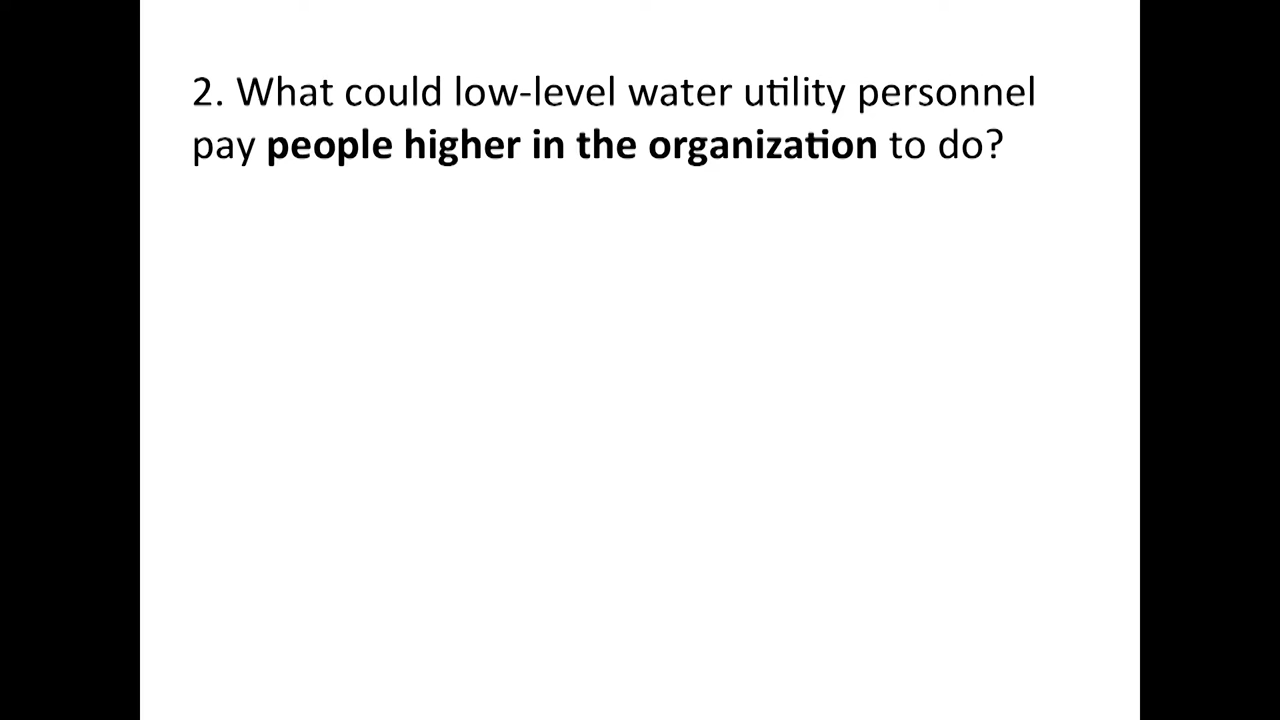 2. What could low-level water utility personnel
pay people higher in the organization to do?